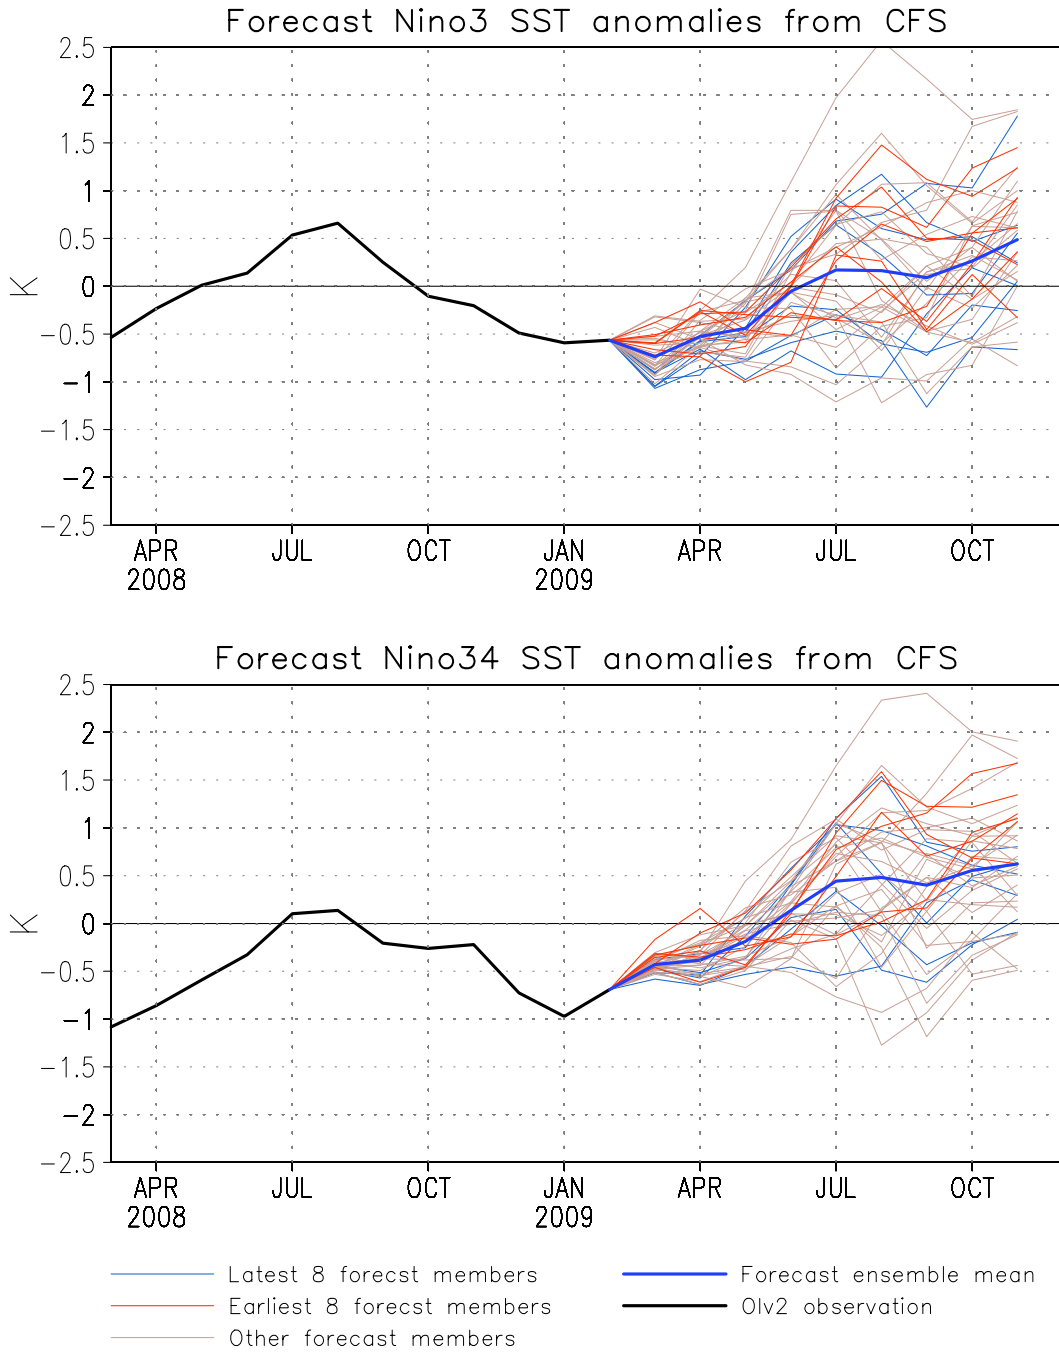 Forecast Nino3 SST anomalies from CFS
2.5
2
1.5
1
0.5
0
-0.5
-1
-1.5
-2
-2.5
K
APR JUL OCT JAN APR JUL OCT
2008 2009
Forecast Nino34 SST anomalies from CFS
2.5
2
1.5
1
0.5
0
-0.5
-1
-1.5
-2
-2.5
K
APR JUL OCT JAN APR JUL OCT
2008 2009
Latest 8 forecst members Forecast ensemble mean
Earliest 8 forecst members OIv2 observation
Other forecast members